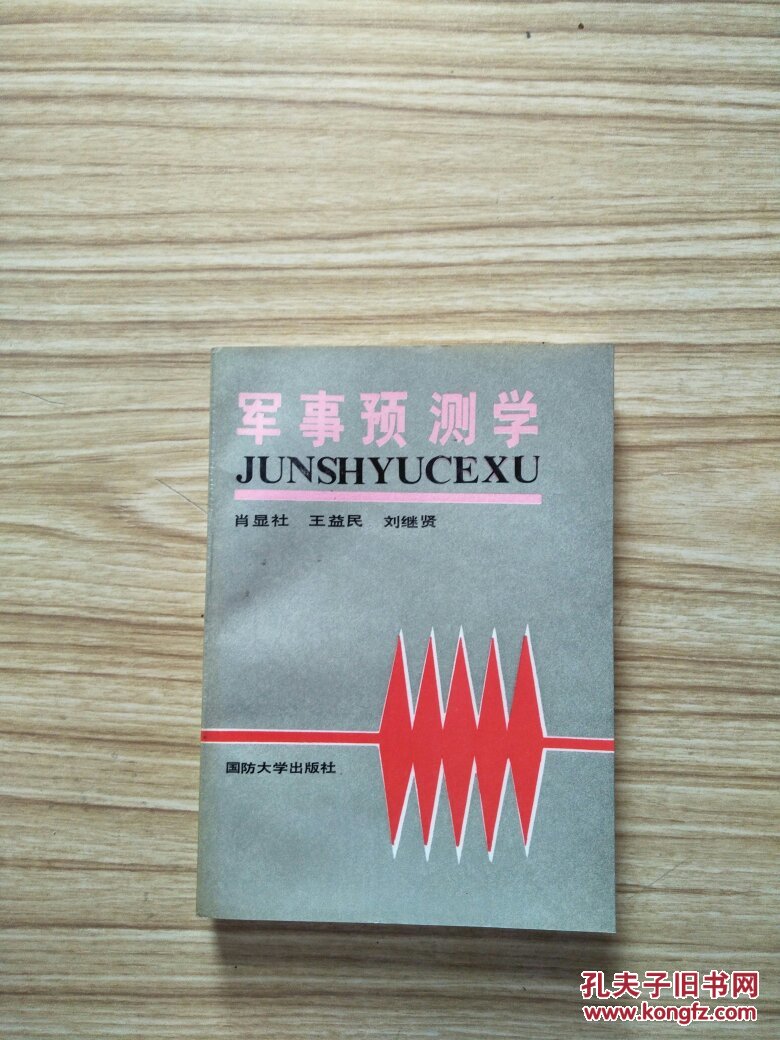 军事预测学
JUNSHYUCEXU
肖显社 王益民 刘继贤
国防大学出版社
孔夫子旧书网
www.kongfz.com